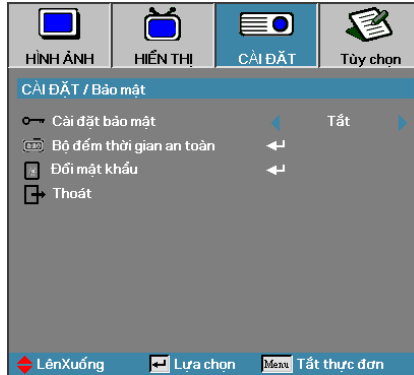 HÌNH ẢNH HIỂN THỊ CÀI ĐẶT Tùy chọn
CÀI ĐẶT / Bảo mật
Cài đặt bảo mật Tắt
Bộ đếm thời gian an toàn
Đổi mật khẩu
Thoát
LênXuống Lựa chọn Menu Tắt thực đơn